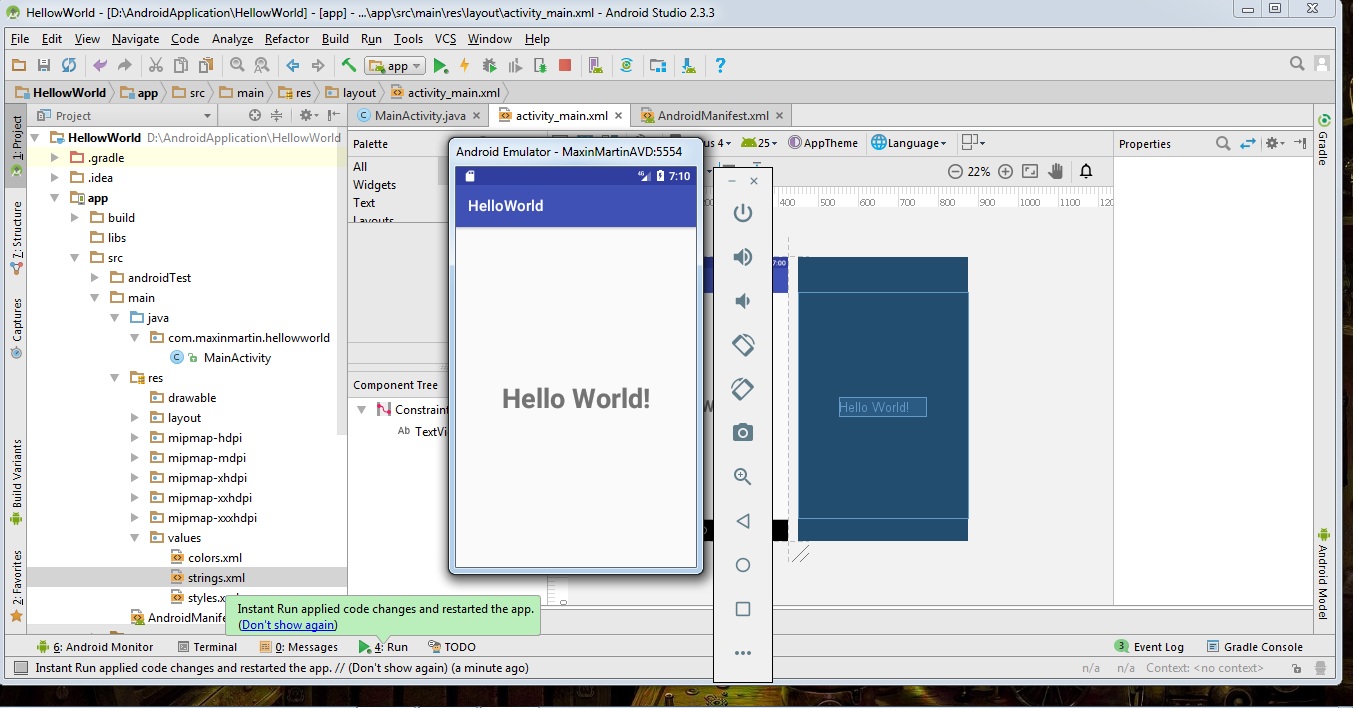 HellowWorld - [D:\AndroidApplication\HellowWorld] - [app] - ...\app\src\main\res\layout\activity_main.xml - Android Studio 2.3.3
File Edit View Navigate Code Analyze Refactor Build Run Tools VCS Window Help
app
HellowWorld app src main res layout activity_main.xml
Project MainActivity.java activity_main.xml AndroidManifest.xml
1: Project
7: Structure
Captures
Build Variants
2: Favorites
HellowWorld D:\AndroidApplication\HellowWorld
.gradle
.idea
app
build
libs
src
androidTest
main
java
com.maxinmartin.hellowworld
MainActivity
res
drawable
layout
mipmap-hdpi
mipmap-mdpi
mipmap-xhdpi
mipmap-xxhdpi
mipmap-xxxhdpi
values
colors.xml
strings.xml
styles.x
AndroidManife
Palette
All
Widgets
Text
Layouts
Component Tree
Constraint
Ab TextVi
Android Emulator - MaxinMartinAVD:5554
7:10
HelloWorld
Hello World!
us 4 25 AppTheme Language
22%
400 500 600 700 800 900 1000 1100 120
7:00
W
Hello World!
0
Properties
Gradle
Android Model
Instant Run applied code changes and restarted the app.
(Don't show again)
6: Android Monitor Terminal 0: Messages 4: Run TODO 3 Event Log Gradle Console
Instant Run applied code changes and restarted the app. // (Don't show again) (a minute ago) n/a n/a Context: <no context>